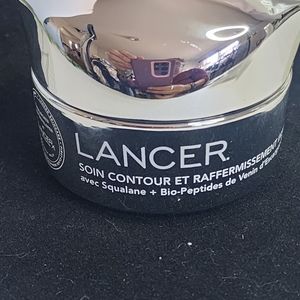 LANCER
SOIN CONTOUR ET RAFFERMISSEMENT
avec Squalane + Bio-Peptides de Venin